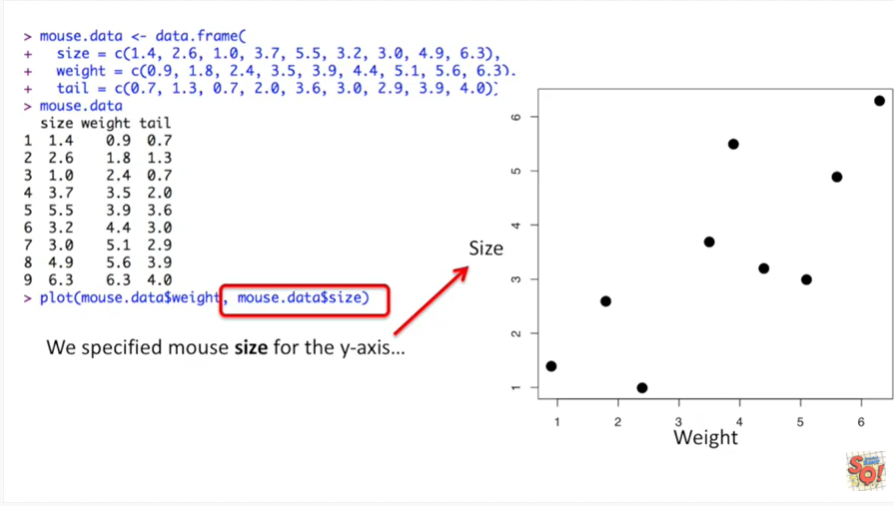 > mouse.data <- data.frame(
+ size = c(1.4, 2.6, 1.0, 3.7, 5.5, 3.2, 3.0, 4.9, 6.3),
+ weight = c(0.9, 1.8, 2.4, 3.5, 3.9, 4.4, 5.1, 5.6, 6.3).
+ tail = c(0.7, 1.3, 0.7, 2.0, 3.6, 3.0, 2.9, 3.9, 4.0)
> mouse.data
size weight tail
1 1.4 0.9 0.7
2 2.6 1.8 1.3
3 1.0 2.4 0.7
4 3.7 3.5 2.0
5 5.5 3.9 3.6
6 3.2 4.4 3.0
7 3.0 5.1 2.9
8 4.9 5.6 3.9
9 6.3 6.3 4.0
> plot(mouse.data$weight, mouse.data$size)
We specified mouse size for the y-axis...
Size
6
5
4
3
2
1
1 2 3 4 5 6
Weight
SQ!